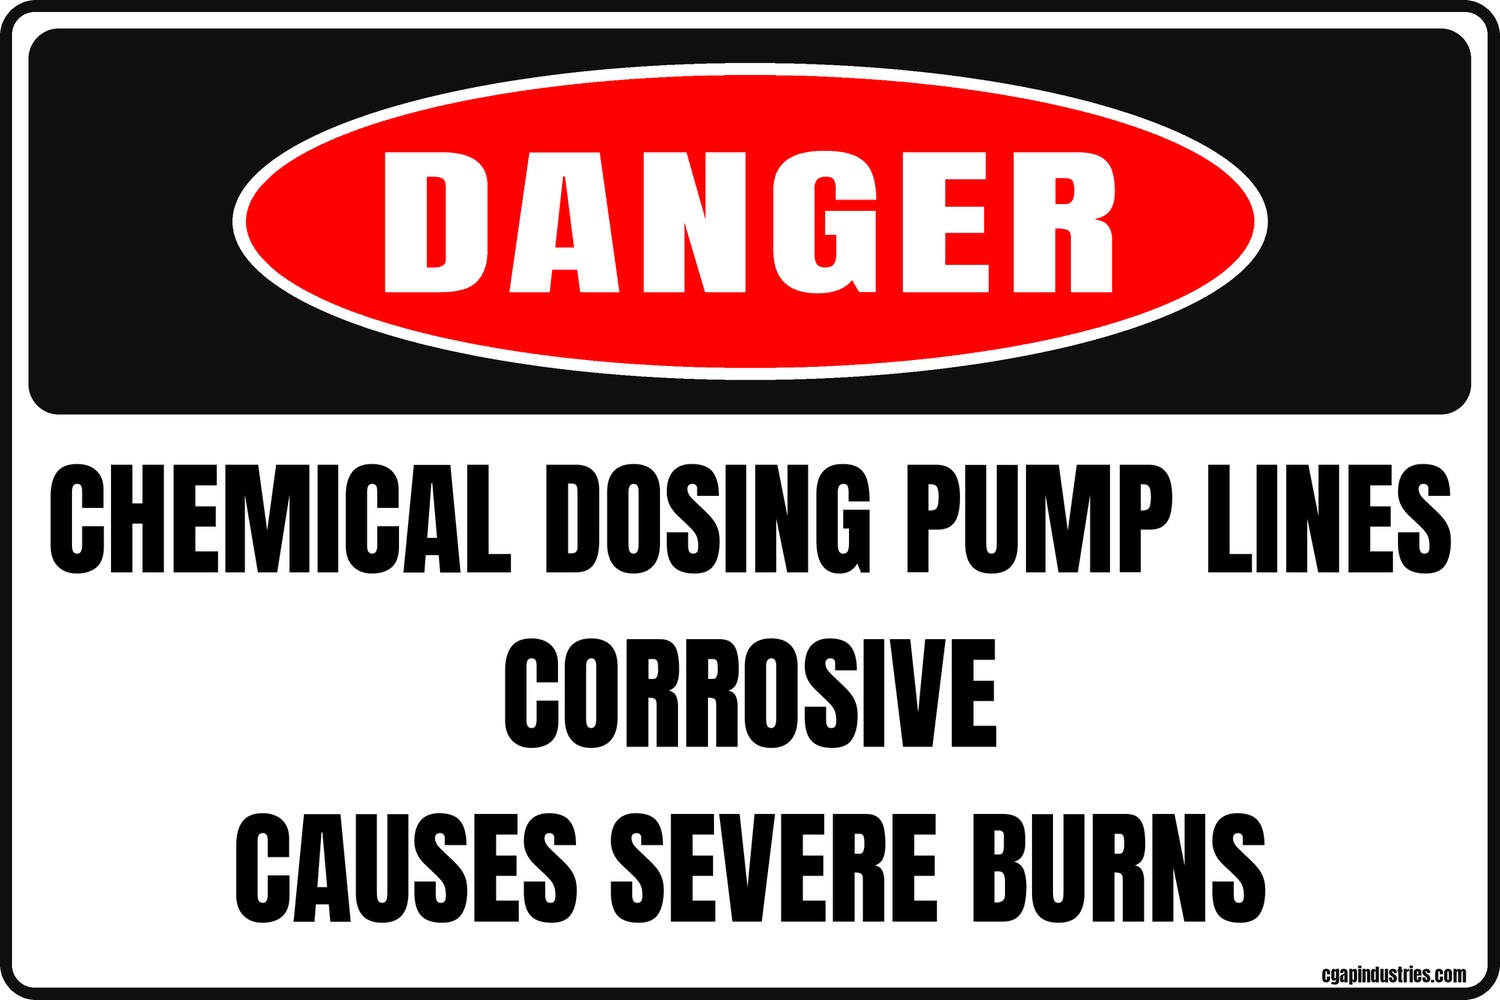 DANGER
CHEMICAL DOSING PUMP LINES
CORROSIVE
CAUSES SEVERE BURNS
cgapindustries.com